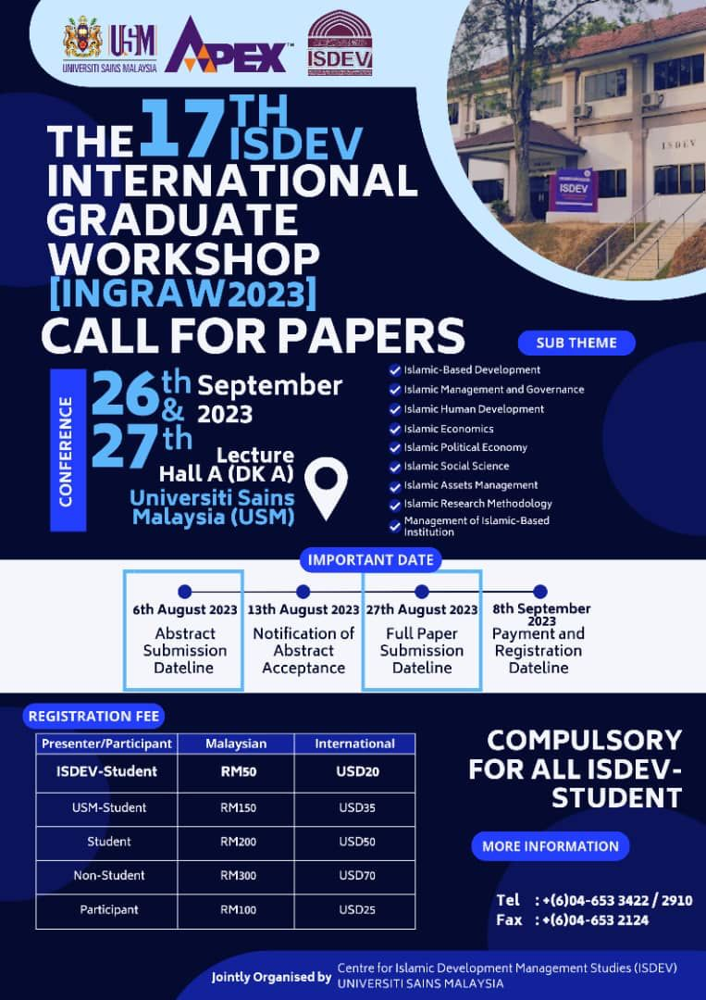 USM
UNIVERSITI SAINS MALAYSIA
APEX™
ISDEV
ISDEV
ISDEV
THE 17TH
ISDEV
INTERNATIONAL
GRADUATE
WORKSHOP
[INGRAW2023]
CALL FOR PAPERS
CONFERENCE
26th
&
27th
September
2023
Lecture
Hall A (DK A)
Universiti Sains
Malaysia (USM)
SUB THEME
Islamic-Based Development
Islamic Management and Governance
Islamic Human Development
Islamic Economics
Islamic Political Economy
Islamic Social Science
Islamic Assets Management
Islamic Research Methodology
Management of Islamic-Based
Institution
IMPORTANT DATE
6th August 2023
Abstract
Submission
Dateline
13th August 2023
Notification of
Abstract
Acceptance
27th August 2023
Full Paper
Submission
Dateline
8th September
2023
Payment and
Registration
Dateline
REGISTRATION FEE
Presenter/Participant Malaysian International
ISDEV-Student RM50 USD20
USM-Student RM150 USD35
Student RM200 USD50
Non-Student RM300 USD70
Participant RM100 USD25
COMPULSORY
FOR ALL ISDEV-
STUDENT
MORE INFORMATION
Tel : +(6)04-653 3422 / 2910
Fax : +(6)04-653 2124
Jointly Organised by
Centre for Islamic Development Management Studies (ISDEV)
UNIVERSITI SAINS MALAYSIA